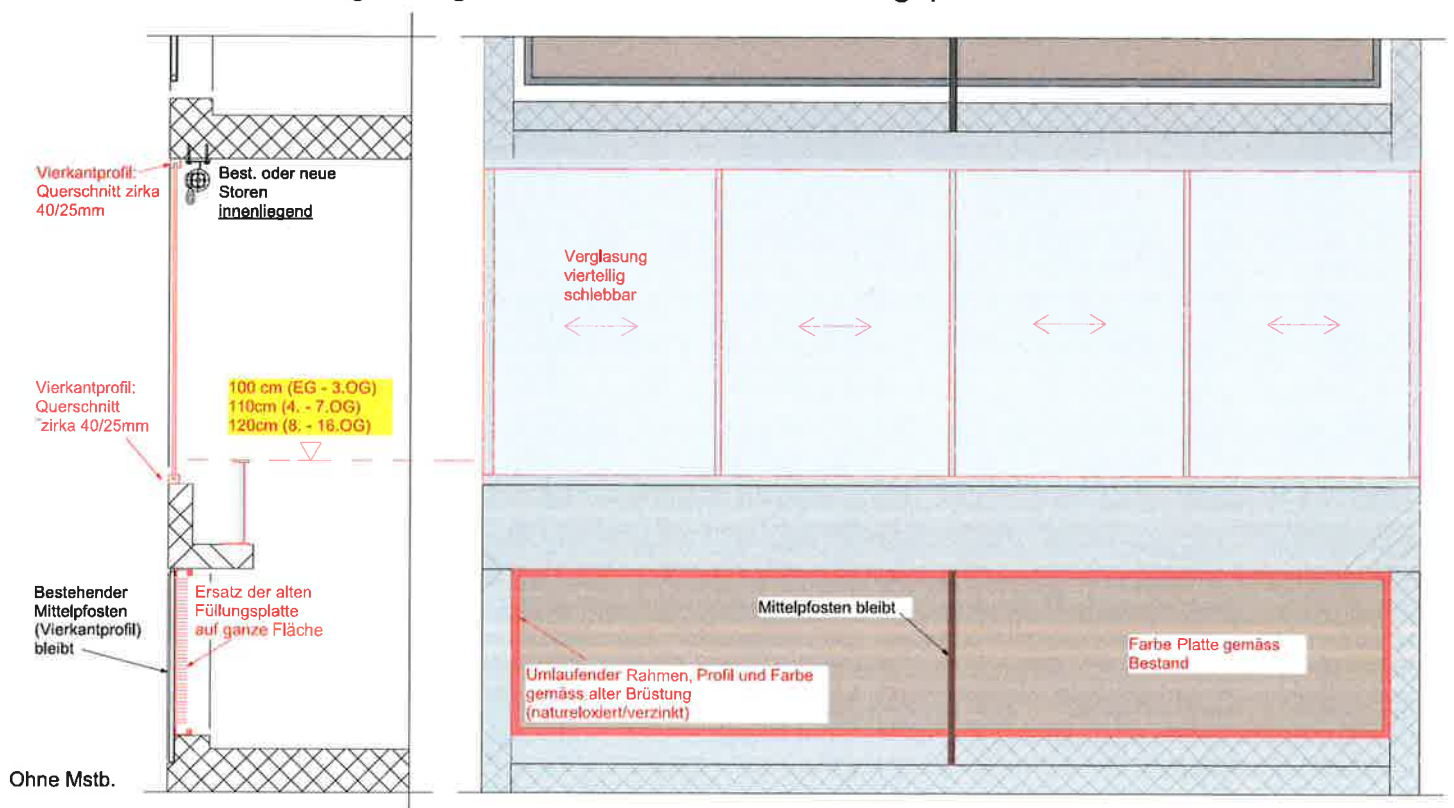 Vierkantprofil:
Querschnitt zirka
40/25mm
Best. oder neue
Storen
innenliegend
Verglasung
vierteilig
schiebbar
Vierkantprofil:
Querschnitt
zirka 40/25mm
100 cm (EG - 3.OG)
110cm (4. - 7.OG)
120cm (8. - 16.OG)
Bestehender
Mittelpfosten
(Vierkantprofil)
bleibt
Ersatz der alten
Füllungsplatte
auf ganze Fläche
Mittelpfosten bleibt
Umlaufender Rahmen, Profil und Farbe
gemäss alter Brüstung
(natureloxiert/verzinkt)
Farbe Platte gemäss
Bestand
Ohne Mstb.